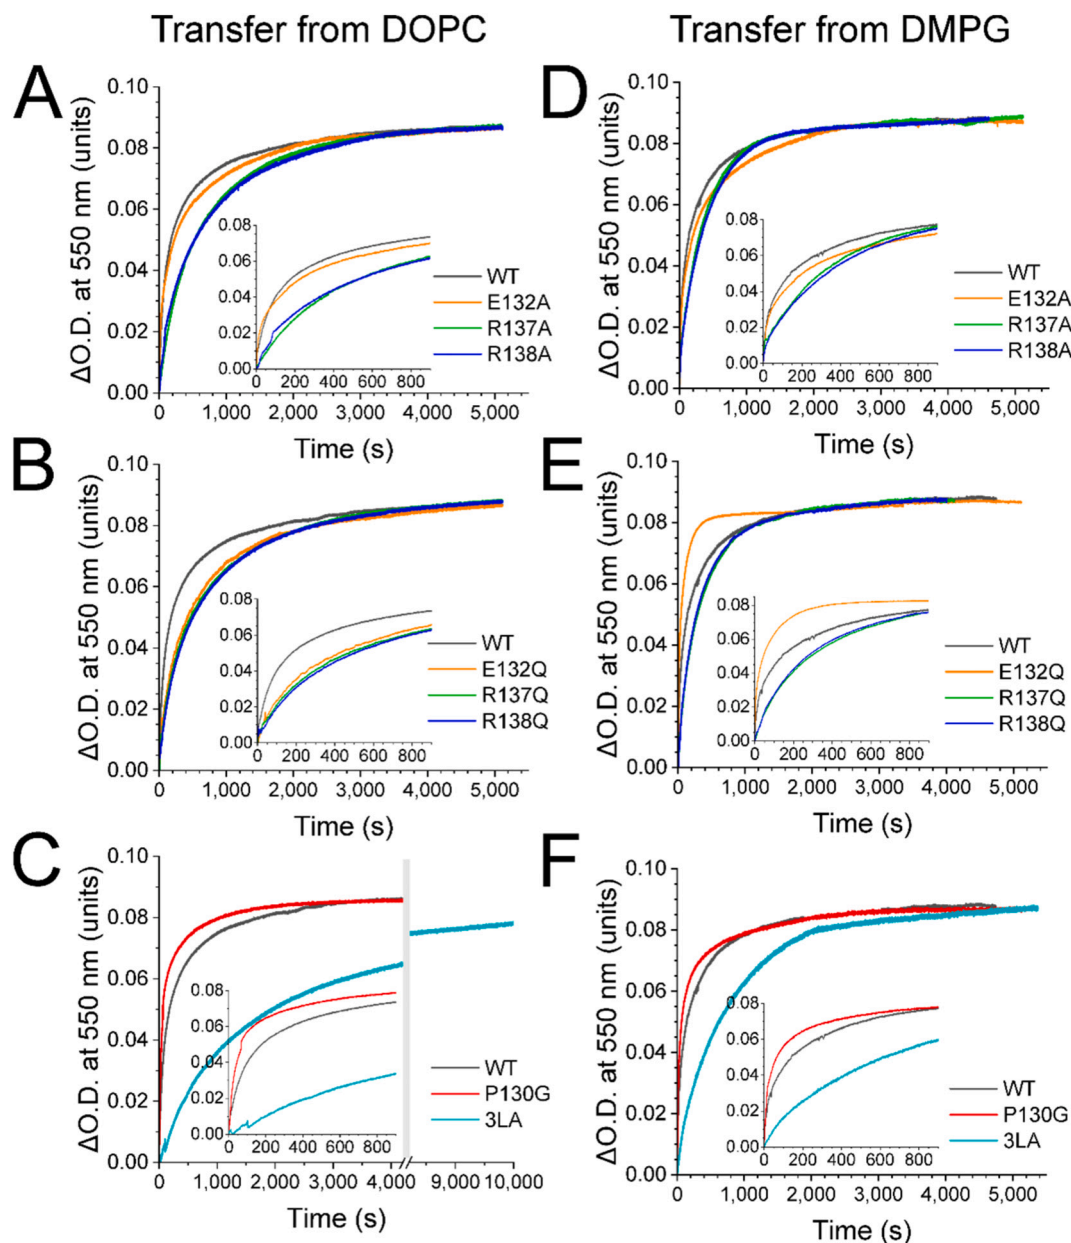 Transfer from DOPC
Transfer from DMPG
A
ΔO.D. at 550 nm (units)
0.10
0.08
0.06
0.04
0.02
0.00
0.08
0.06
0.04
0.02
0.00
0 200 400 600 800
WT
E132A
R137A
R138A
0 1,000 2,000 3,000 4,000 5,000
Time (s)
D
ΔO.D. at 550 nm (units)
0.10
0.08
0.06
0.04
0.02
0.00
0.08
0.06
0.04
0.02
0.00
0 200 400 600 800
WT
E132A
R137A
R138A
0 1,000 2,000 3,000 4,000 5,000
Time (s)
B
ΔO.D. at 550 nm (units)
0.10
0.08
0.06
0.04
0.02
0.00
0.08
0.06
0.04
0.02
0.00
0 200 400 600 800
WT
E132Q
R137Q
R138Q
0 1,000 2,000 3,000 4,000 5,000
Time (s)
E
ΔO.D. at 550 nm (units)
0.10
0.08
0.06
0.04
0.02
0.00
0.08
0.06
0.04
0.02
0.00
0 200 400 600 800
WT
E132Q
R137Q
R138Q
0 1,000 2,000 3,000 4,000 5,000
Time (s)
C
ΔO.D. at 550 nm (units)
0.10
0.08
0.06
0.04
0.02
0.00
0.08
0.06
0.04
0.02
0.00
0 200 400 600 800
WT
P130G
3LA
0 1,000 2,000 3,000 4,000 9,000 10,000
Time (s)
F
ΔO.D. at 550 nm (units)
0.10
0.08
0.06
0.04
0.02
0.00
0.08
0.06
0.04
0.02
0.00
0 200 400 600 800
WT
P130G
3LA
0 1,000 2,000 3,000 4,000 5,000
Time (s)